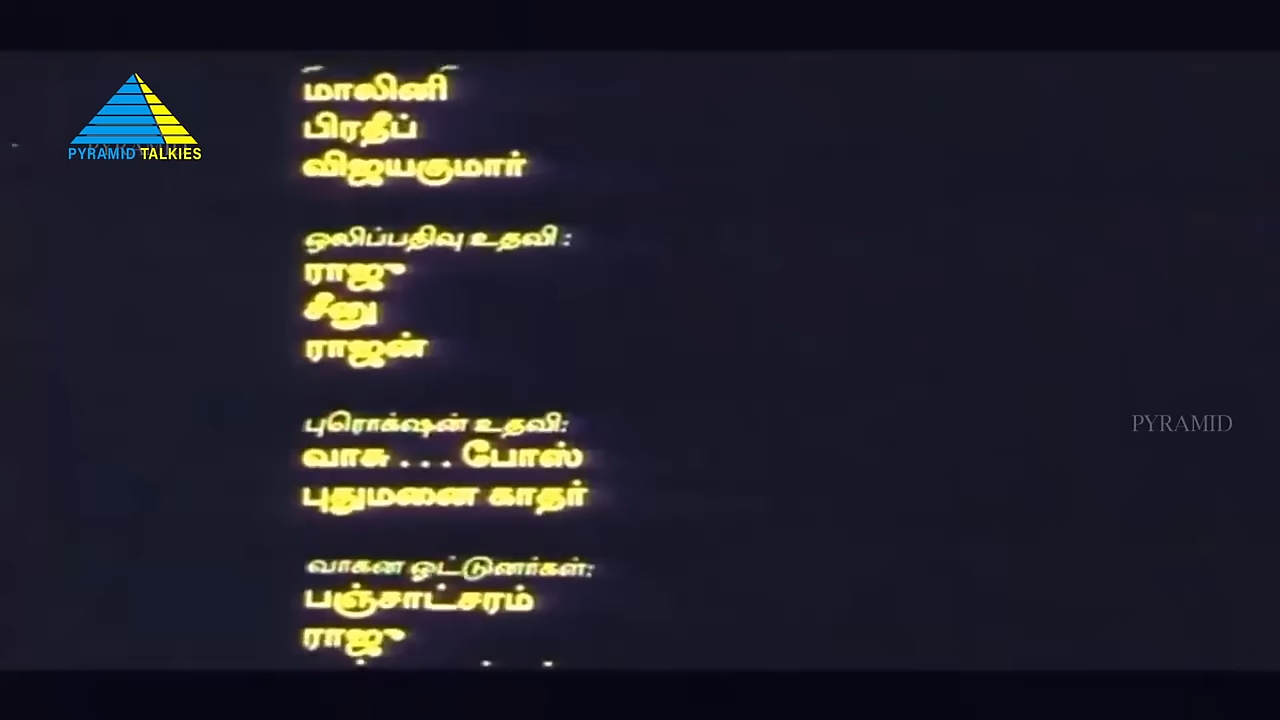 மாலினி
பிரதீப்
விஜயகுமார்
PYRAMID TALKIES
ஒலிப்பதிவு உதவி :
ராஜு
சீனு
ராஜன்
புரொக்ஷன் உதவி:
வாசு . . . போஸ்
புதுமனை காதர்
PYRAMID
வாகன ஓட்டுனர்கள்:
பஞ்சாட்சரம்
ராஜு